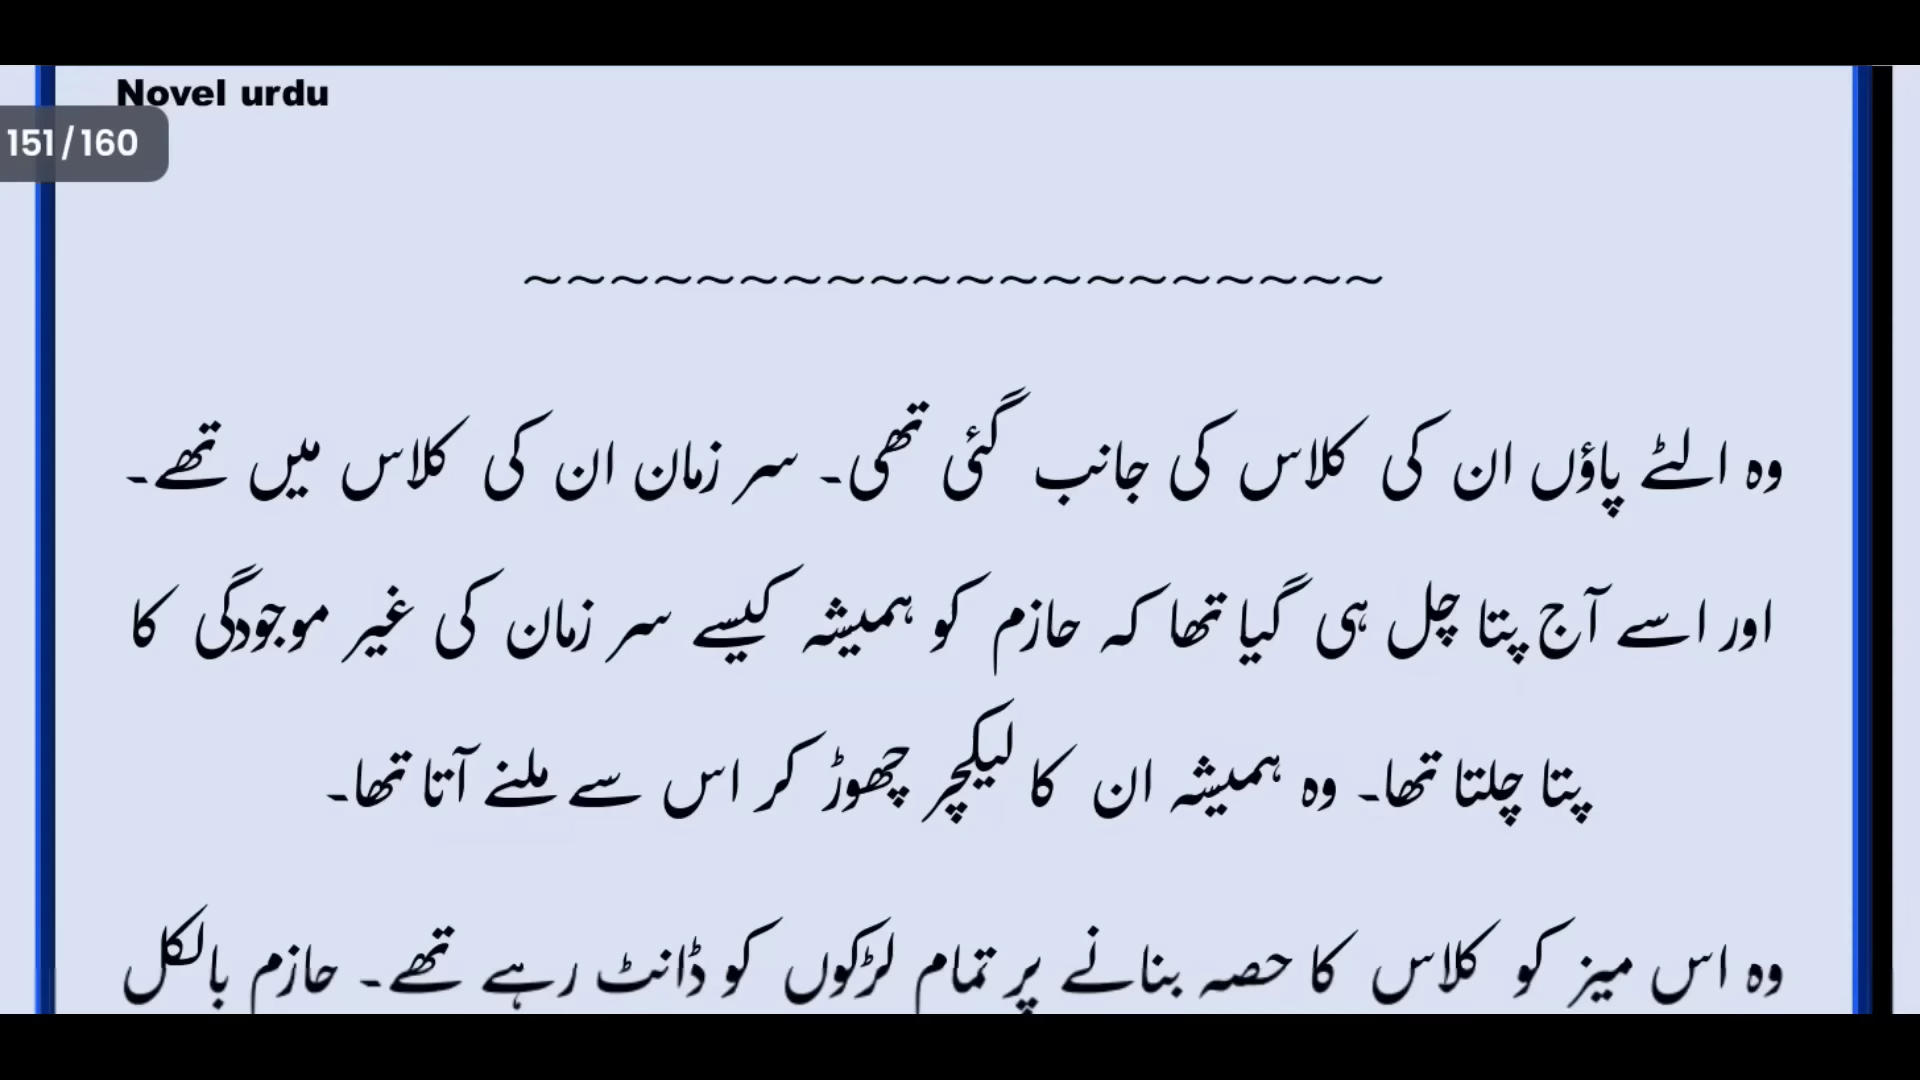 Novel urdu
151/160
~~~~~~~~~~~~~~~~~~~~
وہ الٹے پاؤں ان کی کلاس کی جانب گئی تھی۔ سر زمان ان کی کلاس میں تھے۔
اور اسے آج پتا چل ہی گیا تھا کہ حازم کو ہمیشہ کیسے سر زمان کی غیر موجودگی کا
پتا چلتا تھا۔ وہ ہمیشہ ان کا لیکچر چھوڑ کر اس سے ملنے آتا تھا۔
وہ اس میز کو کلاس کا حصہ بنانے پر تمام لڑکوں کو ڈانٹ رہے تھے۔ حازم بالکل